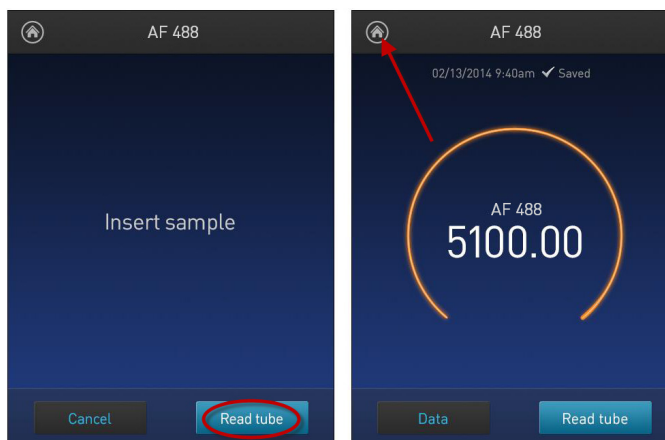 AF 488
Insert sample
Cancel
Read tube
AF 488
02/13/2014 9:40am ✔ Saved
AF 488
5100.00
Data
Read tube